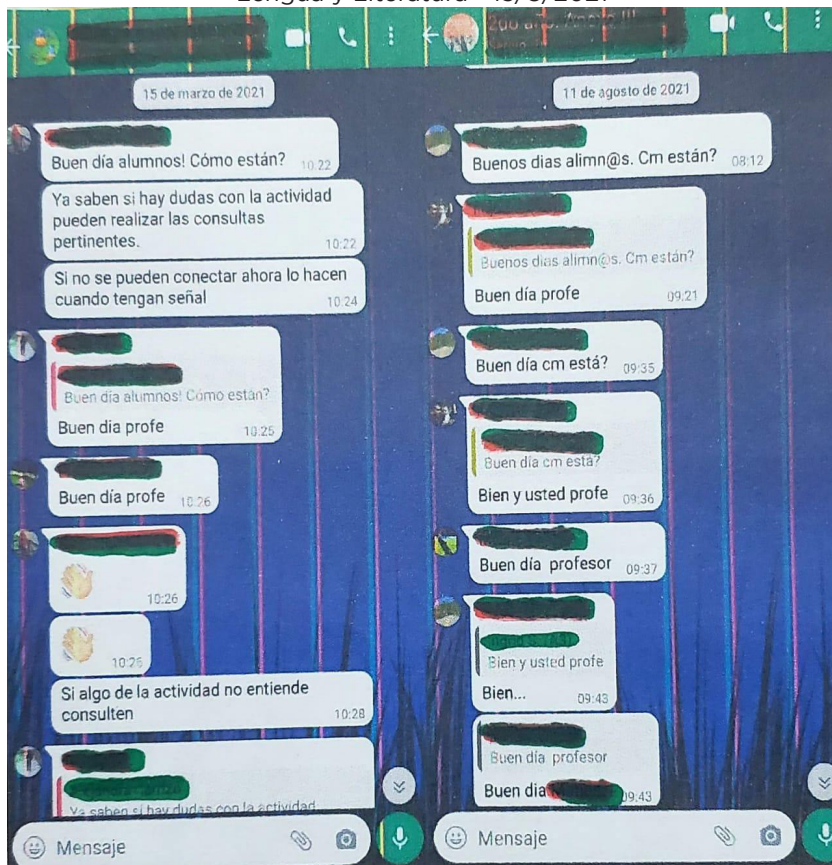 Lengua y Literatura - 15/3/2021
15 de marzo de 2021
Buen día alumnos! Cómo están? 10:22
Ya saben si hay dudas con la actividad
pueden realizar las consultas
pertinentes. 10:22
Si no se pueden conectar ahora lo hacen
cuando tengan señal 10:24
Buen día alumnos! Cómo están?
Buen dia profe 10:25
Buen día profe 10:26
10:26
10:26
Si algo de la actividad no entiende
consulten 10:28
Ya saben si hay dudas con la actividad
Mensaje
2do año.
11 de agosto de 2021
Buenos dias alimn@s. Cm están? 08:12
Buenos dias alimn@s. Cm están?
Buen día profe 09:21
Buen día cm está? 09:35
Buen día cm está?
Bien y usted profe 09:36
Buen día profesor 09:37
Bien y usted profe
Bien... 09:43
Buen día profesor
Buen dia 09:43
Mensaje